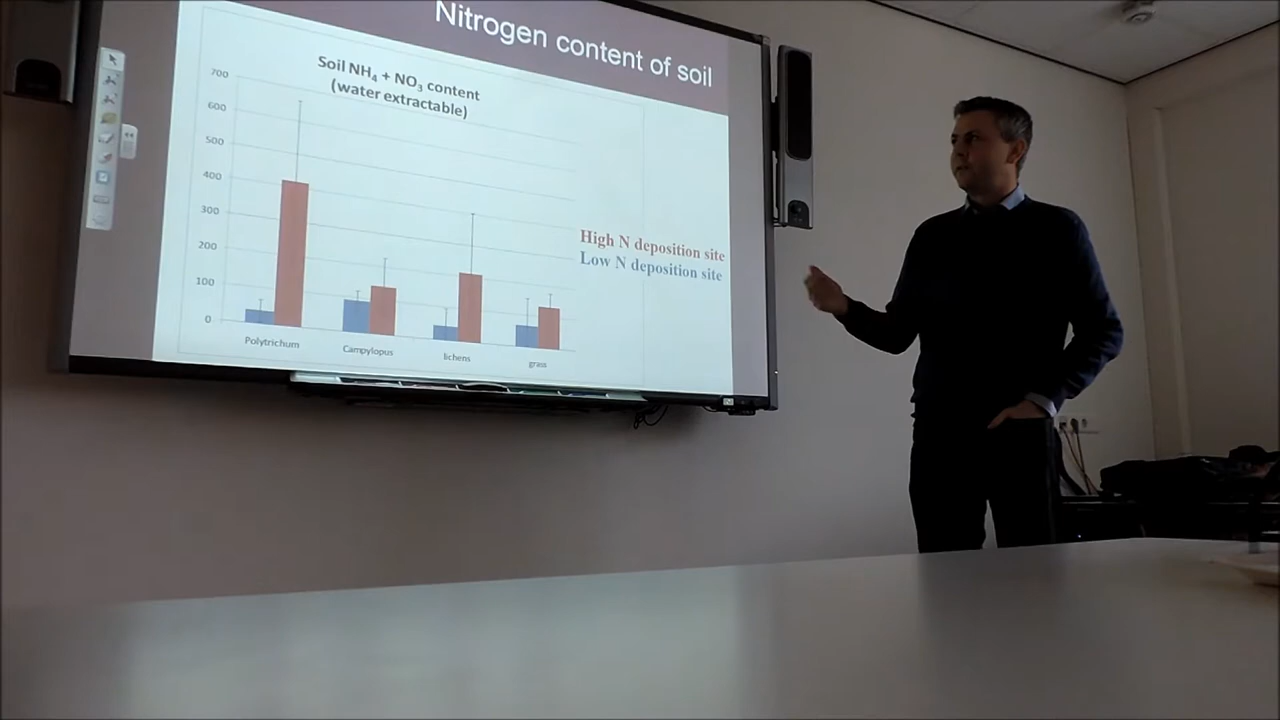 Nitrogen content of soil
Soil NH₄ + NO₃ content
(water extractable)
700
600
500
400
300
200
100
0
High N deposition site
Low N deposition site
Polytrichum
Campylopus
lichens
grass